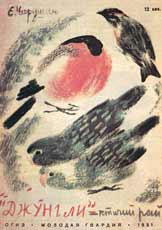 Е. Чарушин
12 коп.
"ДЖУНГЛИ" = птичий рай
ОГИЗ • МОЛОДАЯ ГВАРДИЯ • 1931